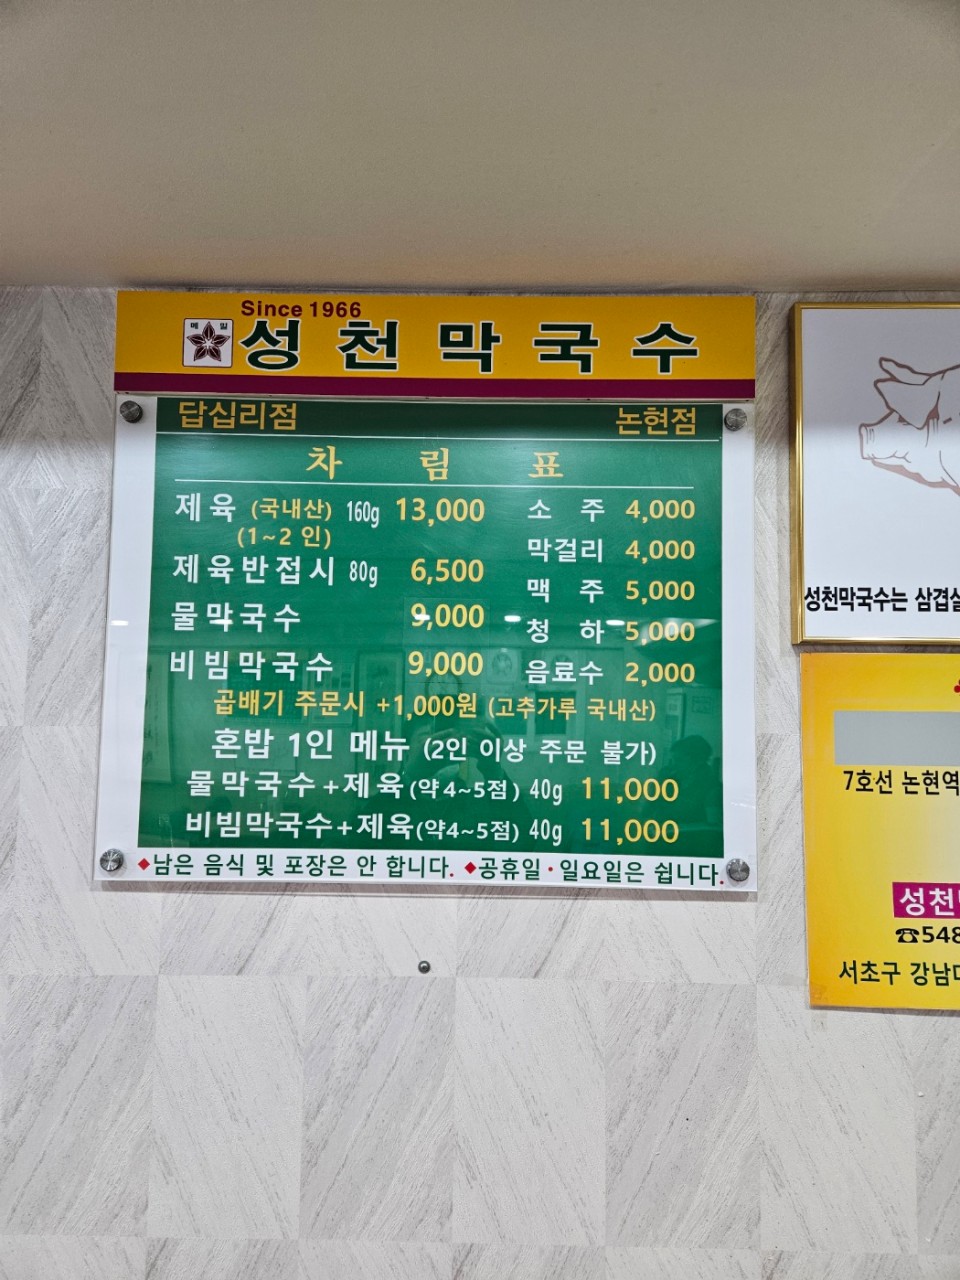 Since 1966
메밀
성천막국수
답십리점 논현점
차림표
제육 (국내산) 160g 13,000
(1~2 인)
제육반접시 80g 6,500
물막국수 9,000
비빔막국수 9,000
곱배기 주문시 +1,000원 (고추가루 국내산)
소주 4,000
막걸리 4,000
맥주 5,000
청하 5,000
음료수 2,000
혼밥 1인 메뉴 (2인 이상 주문 불가)
물막국수+제육(약4~5점) 40g 11,000
비빔막국수+제육(약4~5점) 40g 11,000
◆남은 음식 및 포장은 안 합니다. ◆공휴일·일요일은 쉽니다.
성천막국수는 삼겹살
7호선 논현역
성천
☎548
서초구 강남대